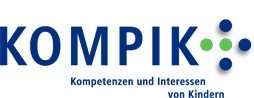 KOMPIK
Kompetenzen und Interessen
von Kindern